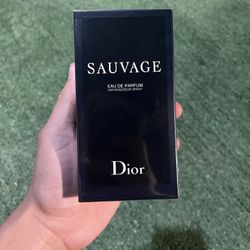 SAUVAGE
EAU DE PARFUM
VAPORISATEUR SPRAY
Dior